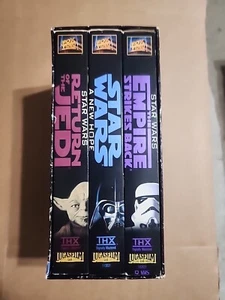 STAR WARS
RETURN
OF THE
JEDI
THX
LUCASFILM
STAR
WARS
A NEW HOPE
THX
LUCASFILM
STAR WARS
EMPIRE
STRIKES BACK
THX
LUCASFILM
VHS